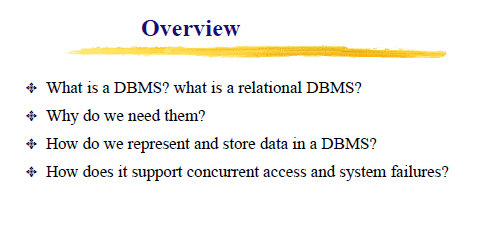 Overview
What is a DBMS? what is a relational DBMS?
Why do we need them?
How do we represent and store data in a DBMS?
How does it support concurrent access and system failures?